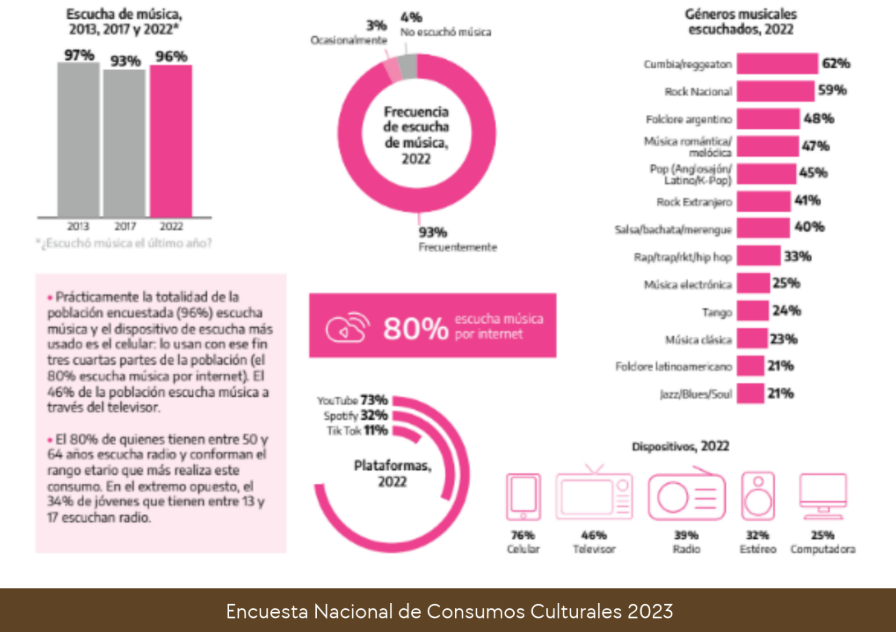 Escucha de música,
2013, 2017 y 2022*
97%
93%
96%
2013
2017
2022
*¿Escuchó música el último año?
3%
Ocasionalmente
4%
No escuchó música
Frecuencia
de escucha
de música,
2022
93%
Frecuentemente
Géneros musicales
escuchados, 2022
Cumbia/reggeaton 62%
Rock Nacional 59%
Folclore argentino 48%
Música romántica/
melódica 47%
Pop (Anglosajón/
Latino/K-Pop) 45%
Rock Extranjero 41%
Salsa/bachata/merengue 40%
Rap/trap/rkt/hip hop 33%
Música electrónica 25%
Tango 24%
Música clásica 23%
Folclore latinoamericano 21%
Jazz/Blues/Soul 21%
• Prácticamente la totalidad de la
población encuestada (96%) escucha
música y el dispositivo de escucha más
usado es el celular: lo usan con ese fin
tres cuartas partes de la población (el
80% escucha música por internet). El
46% de la población escucha música a
través del televisor.
• El 80% de quienes tienen entre 50 y
64 años escucha radio y conforman el
rango etario que más realiza este
consumo. En el extremo opuesto, el
34% de jóvenes que tienen entre 13 y
17 escuchan radio.
80% escucha música
por internet
YouTube 73%
Spotify 32%
Tik Tok 11%
Plataformas,
2022
Dispositivos, 2022
76%
Celular
46%
Televisor
39%
Radio
32%
Estéreo
25%
Computadora
Encuesta Nacional de Consumos Culturales 2023